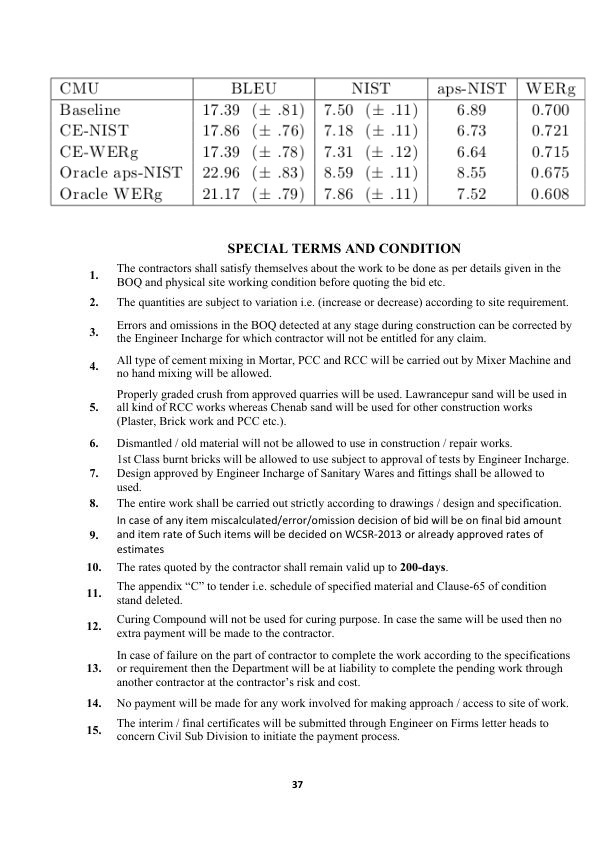 CMU BLEU NIST aps-NIST WERg
Baseline 17.39 (± .81) 7.50 (± .11) 6.89 0.700
CE-NIST 17.86 (± .76) 7.18 (± .11) 6.73 0.721
CE-WERg 17.39 (± .78) 7.31 (± .12) 6.64 0.715
Oracle aps-NIST 22.96 (± .83) 8.59 (± .11) 8.55 0.675
Oracle WERg 21.17 (± .79) 7.86 (± .11) 7.52 0.608
SPECIAL TERMS AND CONDITION
1. The contractors shall satisfy themselves about the work to be done as per details given in the
BOQ and physical site working condition before quoting the bid etc.
2. The quantities are subject to variation i.e. (increase or decrease) according to site requirement.
3. Errors and omissions in the BOQ detected at any stage during construction can be corrected by
the Engineer Incharge for which contractor will not be entitled for any claim.
4. All type of cement mixing in Mortar, PCC and RCC will be carried out by Mixer Machine and
no hand mixing will be allowed.
5. Properly graded crush from approved quarries will be used. Lawrancepur sand will be used in
all kind of RCC works whereas Chenab sand will be used for other construction works
(Plaster, Brick work and PCC etc.).
6. Dismantled / old material will not be allowed to use in construction / repair works.
7. 1st Class burnt bricks will be allowed to use subject to approval of tests by Engineer Incharge.
Design approved by Engineer Incharge of Sanitary Wares and fittings shall be allowed to
used.
8. The entire work shall be carried out strictly according to drawings / design and specification.
9. In case of any item miscalculated/error/omission decision of bid will be on final bid amount
and item rate of Such items will be decided on WCSR-2013 or already approved rates of
estimates
10. The rates quoted by the contractor shall remain valid up to 200-days.
11. The appendix “C” to tender i.e. schedule of specified material and Clause-65 of condition
stand deleted.
12. Curing Compound will not be used for curing purpose. In case the same will be used then no
extra payment will be made to the contractor.
13. In case of failure on the part of contractor to complete the work according to the specifications
or requirement then the Department will be at liability to complete the pending work through
another contractor at the contractor’s risk and cost.
14. No payment will be made for any work involved for making approach / access to site of work.
15. The interim / final certificates will be submitted through Engineer on Firms letter heads to
concern Civil Sub Division to initiate the payment process.
37